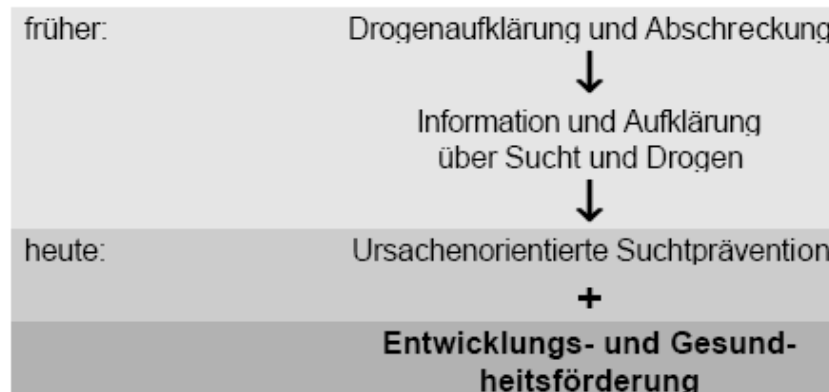 früher: Drogenaufklärung und Abschreckung
↓
Information und Aufklärung
über Sucht und Drogen
↓
heute: Ursachenorientierte Suchtprävention
+
Entwicklungs- und Gesund-
heitsförderung